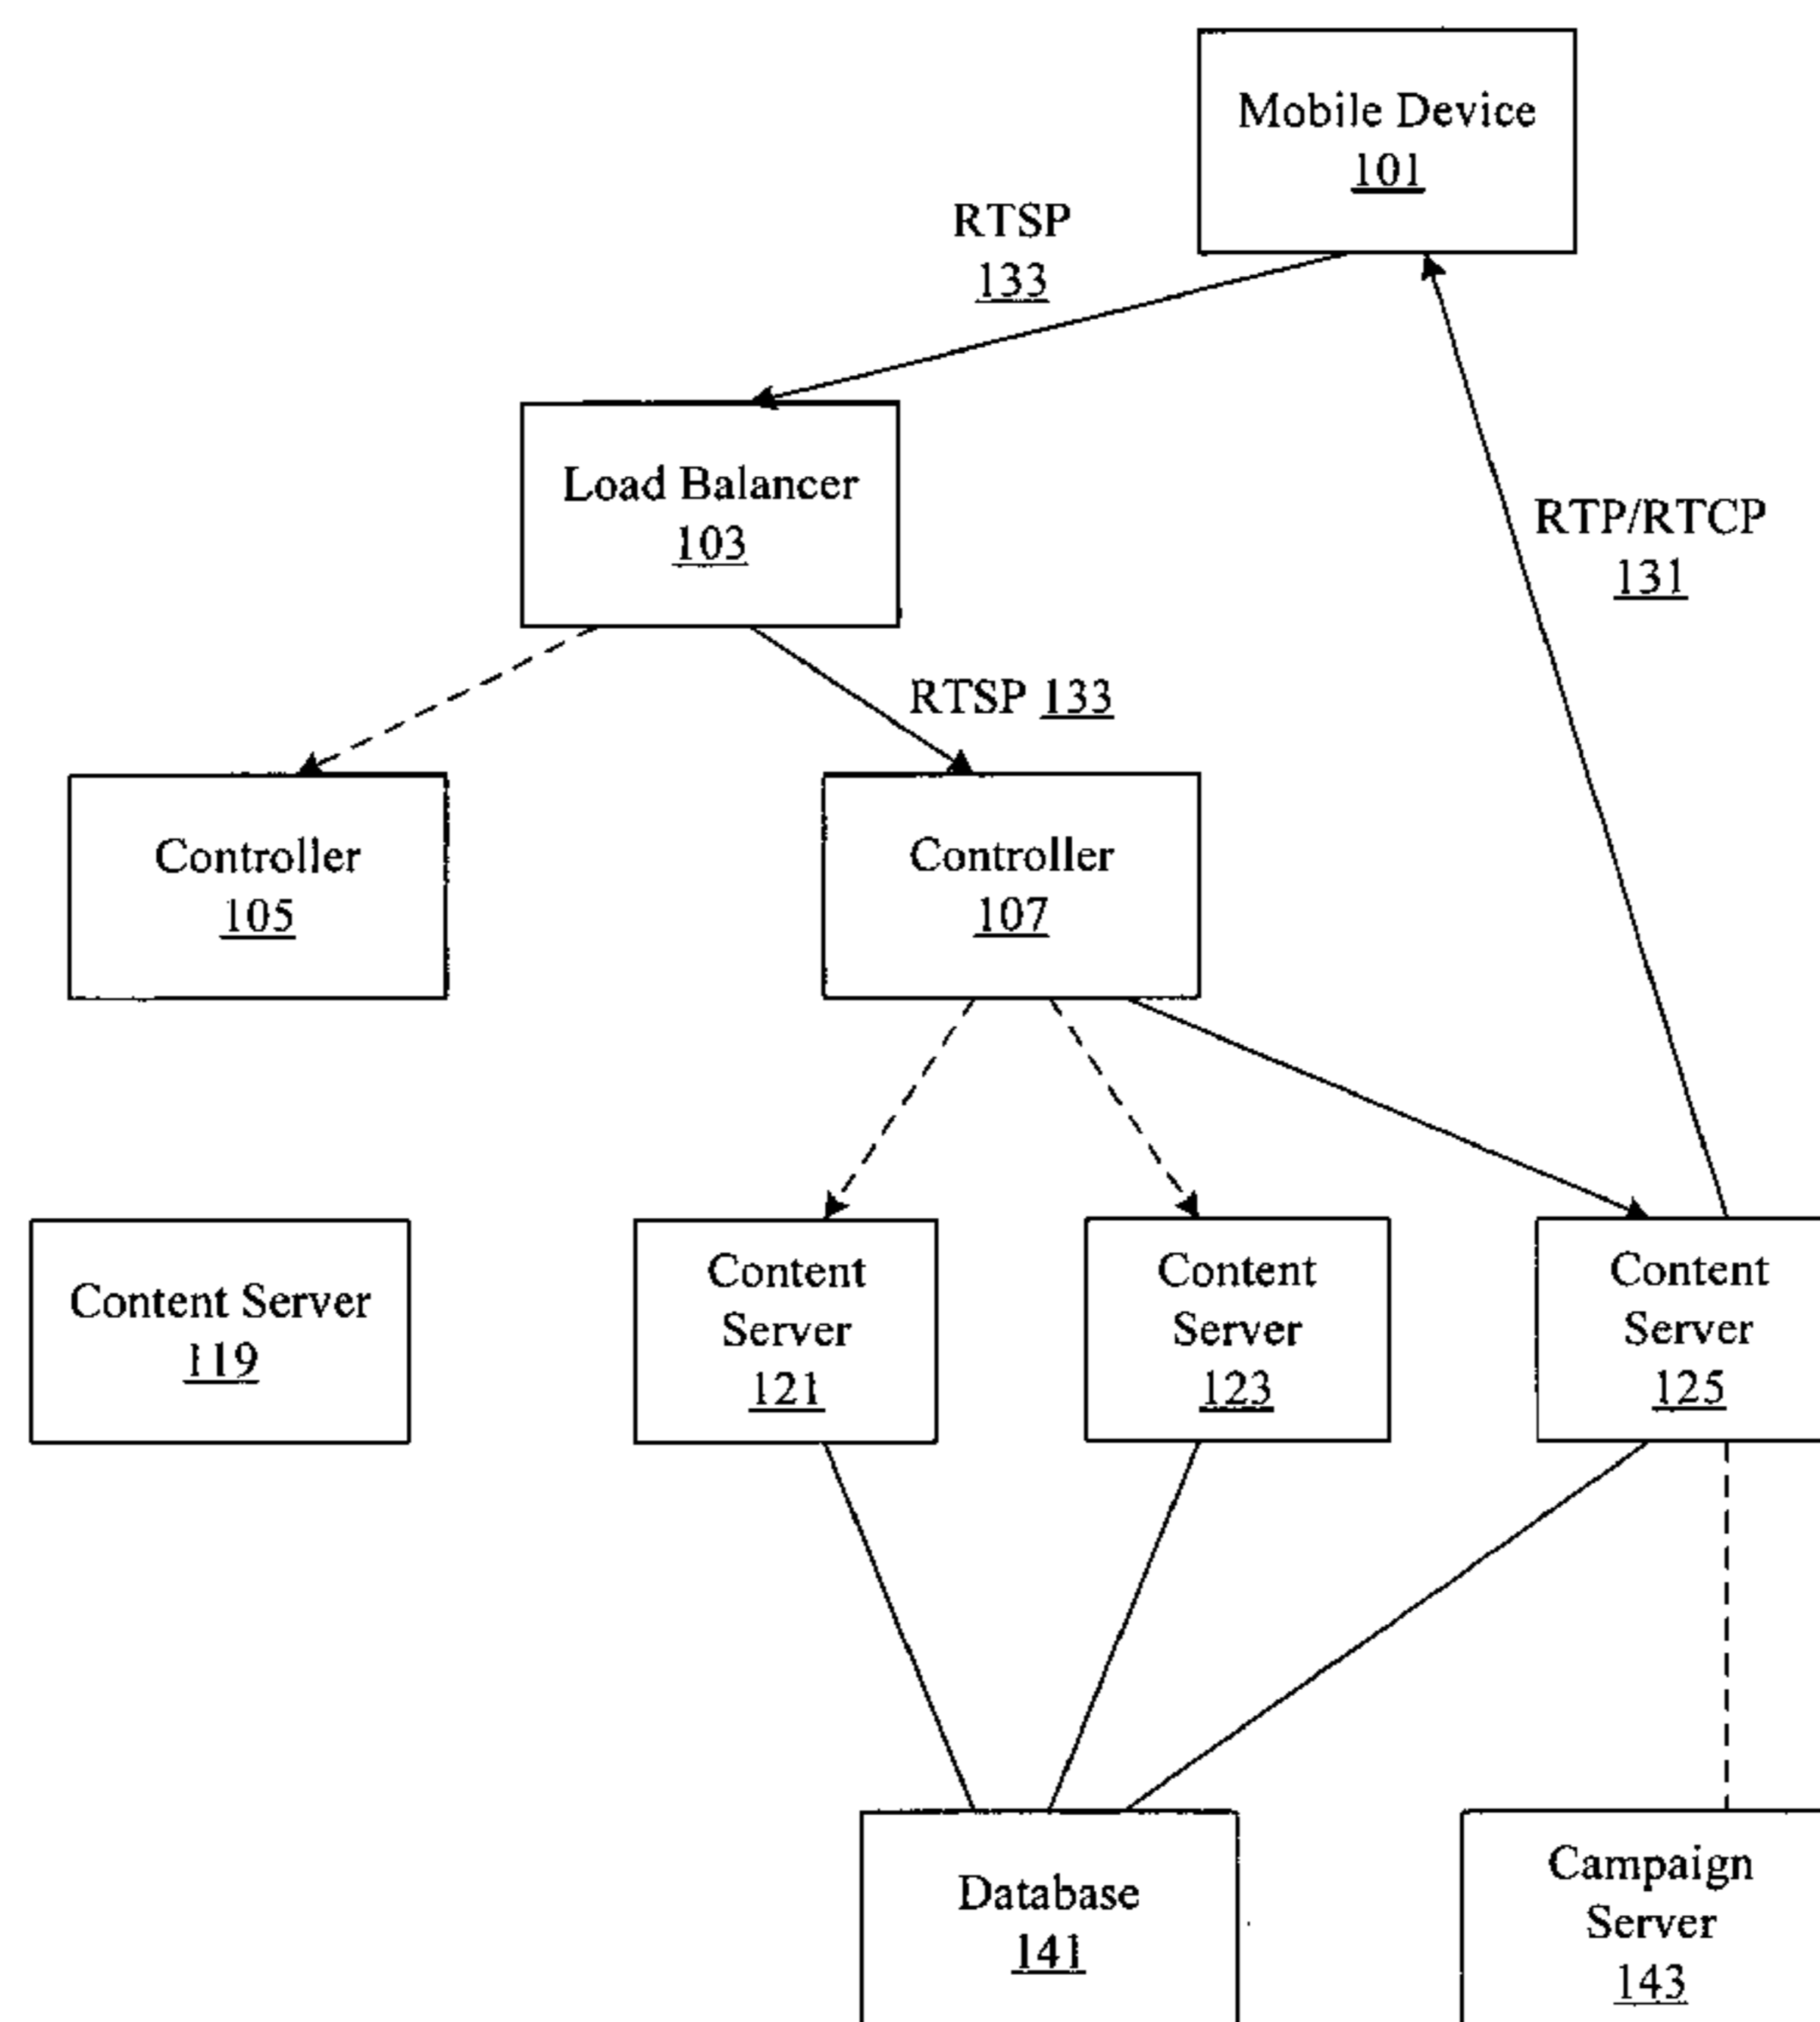 Mobile Device
101
RTSP
133
Load Balancer
103
RTP/RTCP
131
RTSP 133
Controller
105
Controller
107
Content Server
119
Content
Server
121
Content
Server
123
Content
Server
125
Database
141
Campaign
Server
143